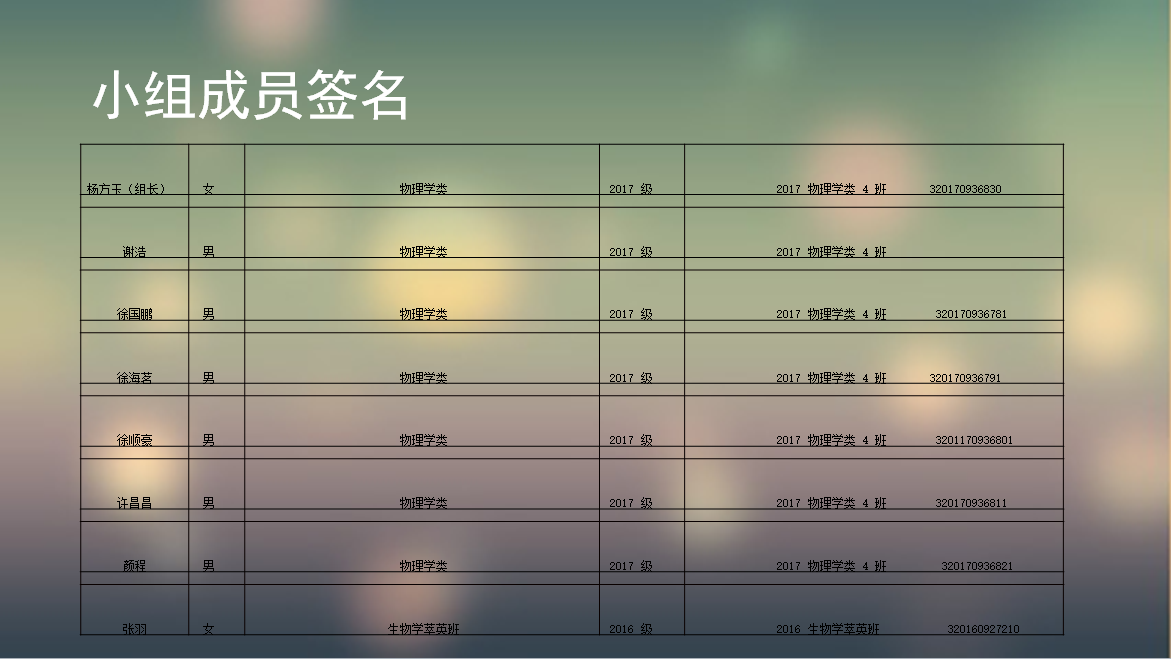 小组成员签名
杨方玉（组长） 女 物理学类 2017 级 2017 物理学类 4 班 320170936830
谢浩 男 物理学类 2017 级 2017 物理学类 4 班
徐国鹏 男 物理学类 2017 级 2017 物理学类 4 班 320170936781
徐海茗 男 物理学类 2017 级 2017 物理学类 4 班 320170936791
徐顺豪 男 物理学类 2017 级 2017 物理学类 4 班 3201170936801
许昌昌 男 物理学类 2017 级 2017 物理学类 4 班 320170936811
颜程 男 物理学类 2017 级 2017 物理学类 4 班 320170936821
张羽 女 生物学萃英班 2016 级 2016 生物学萃英班 320160927210